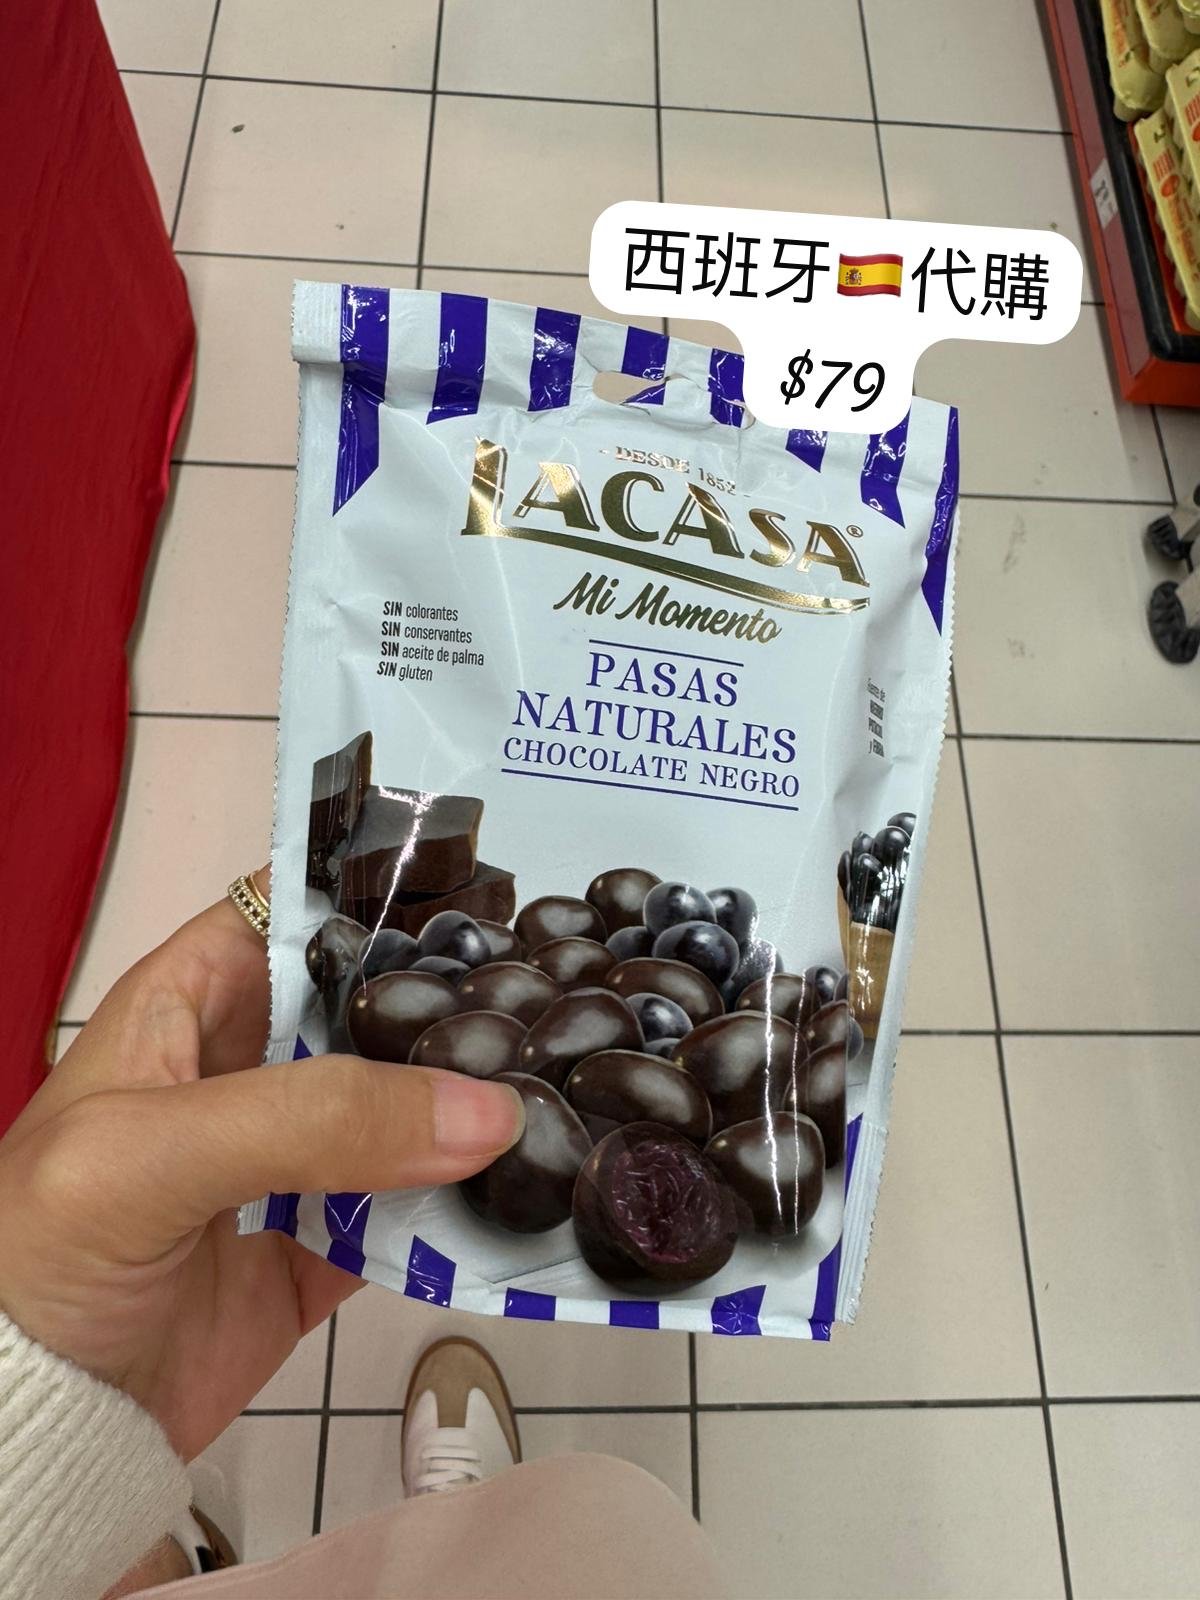 西班牙🇪🇸代購
$79
- DESDE 1852 -
LACASA®
Mi Momento
SIN colorantes
SIN conservantes
SIN aceite de palma
SIN gluten
PASAS
NATURALES
CHOCOLATE NEGRO